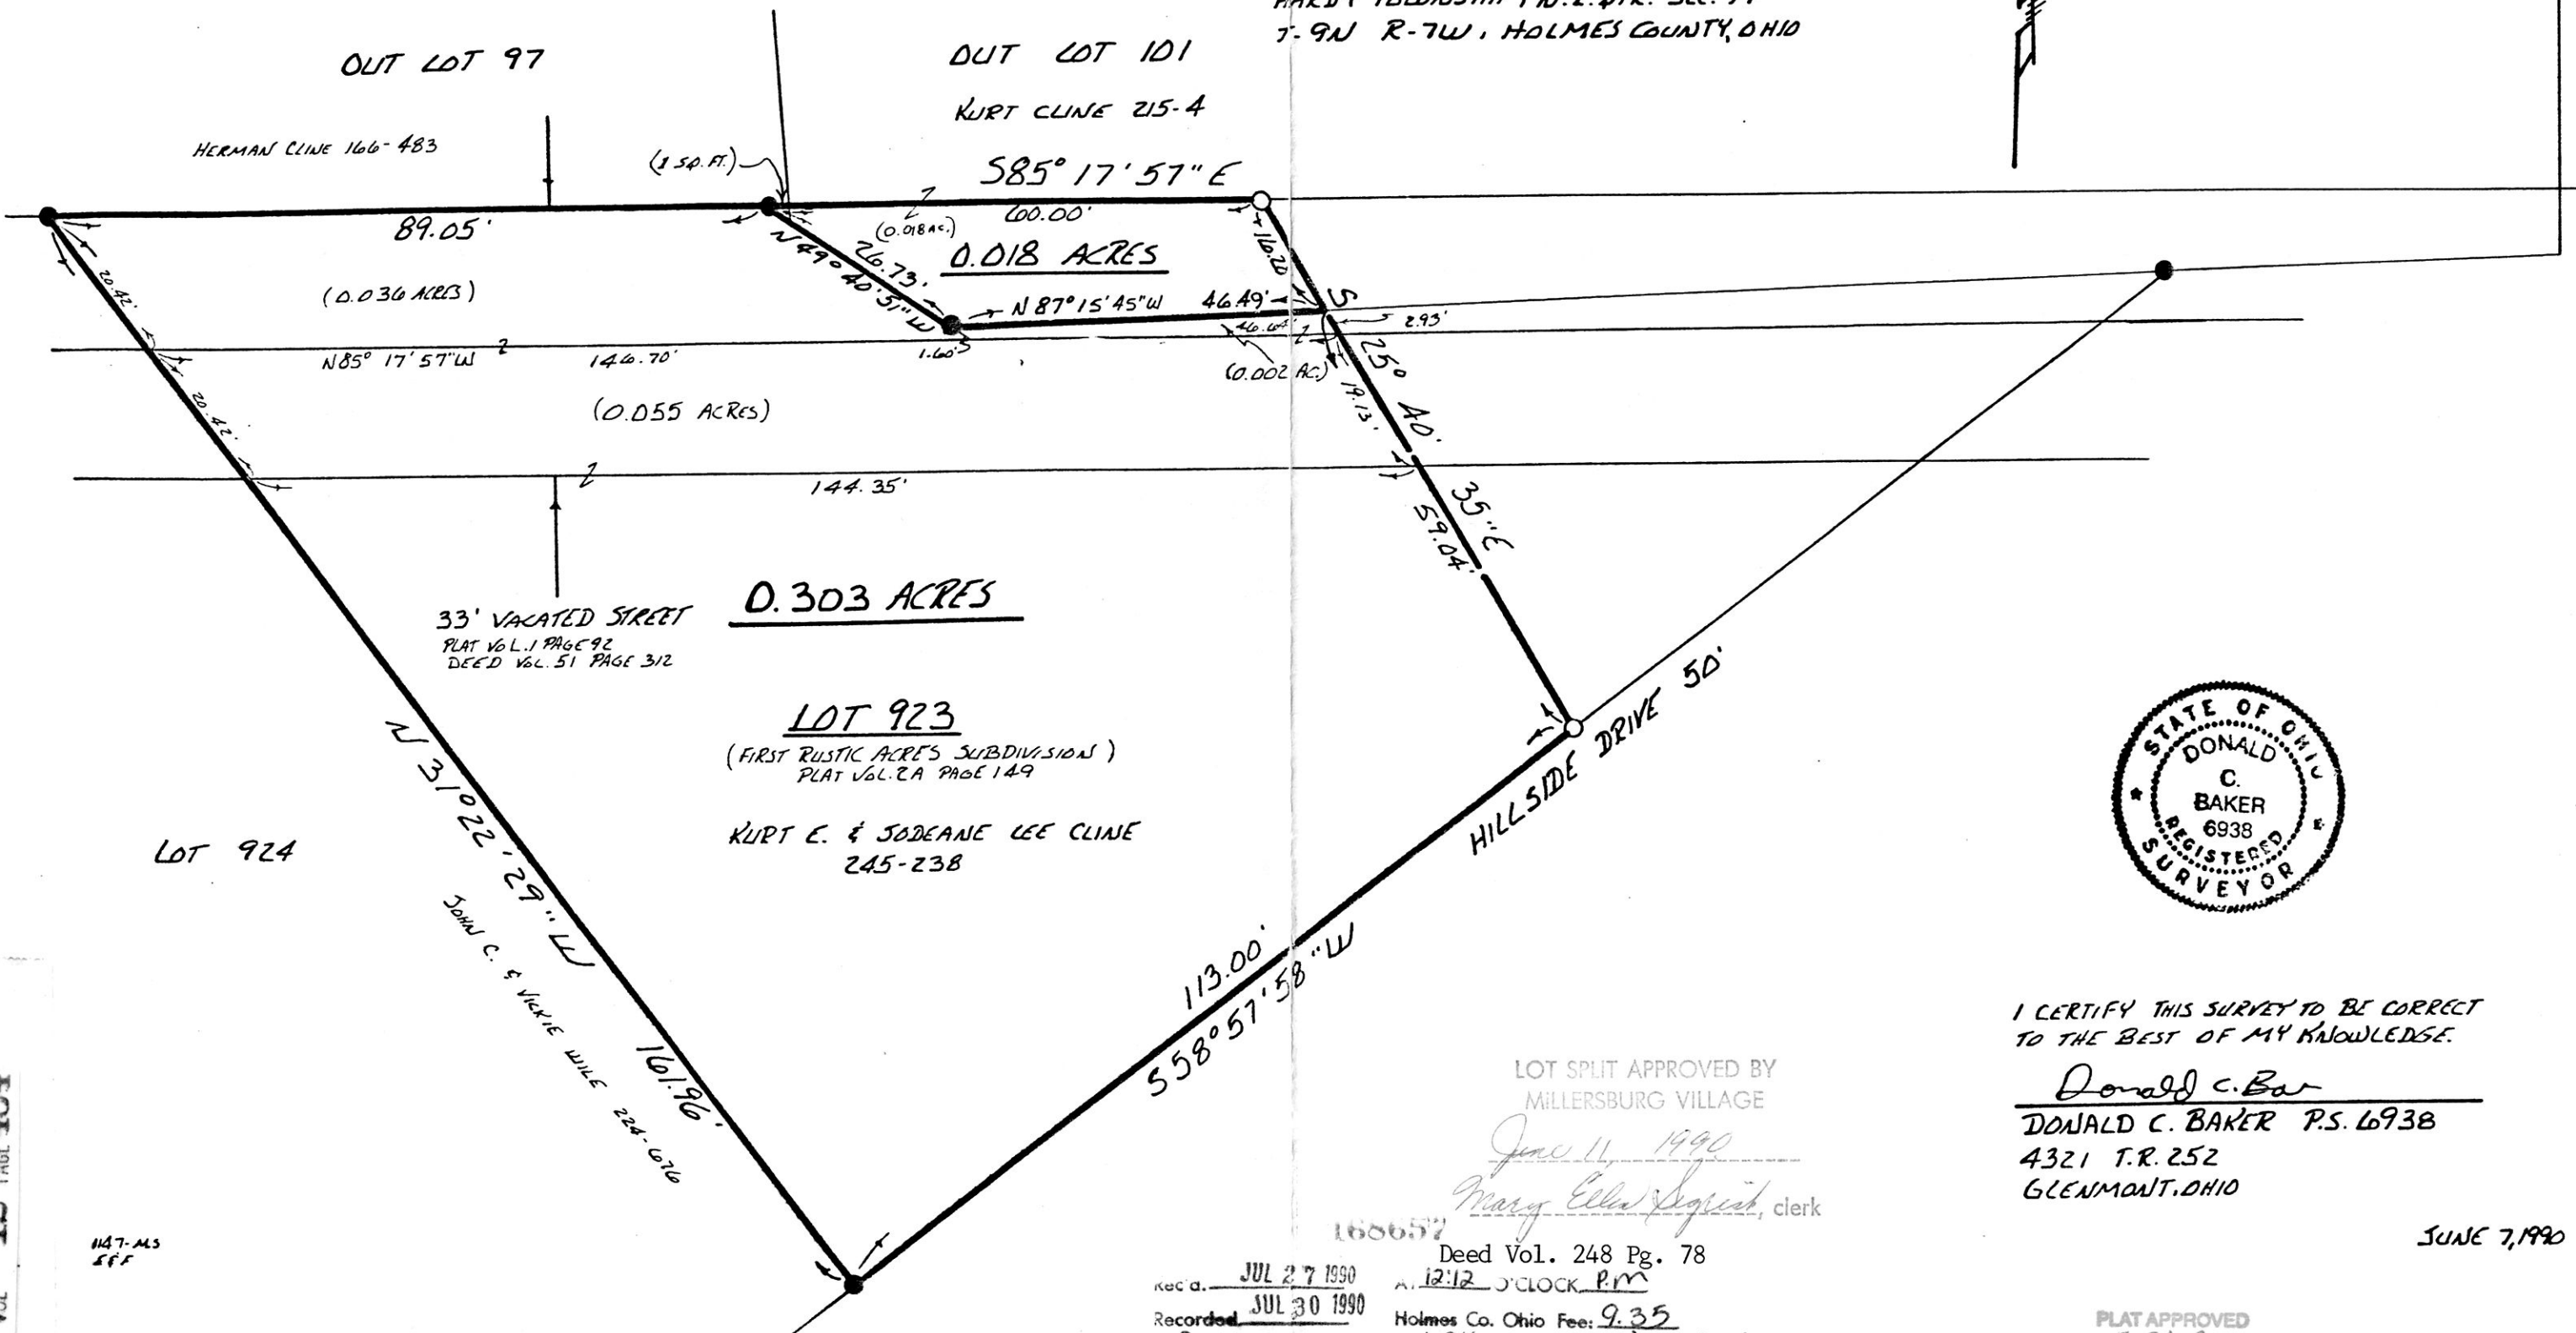 T-9N R-7W, HOLMES COUNTY, OHIO
OUT LOT 97
OUT LOT 101
KURT CLINE 215-4
HERMAN CLINE 166-483
(1 SQ. FT.)
S85° 17' 57" E
89.05'
60.00'
(0.018 AC.)
0.018 ACRES
N 49° 40' 51" W
26.73'
16.20
N 87° 15' 45" W 46.49'
46.64'
2.93'
20.42'
(0.036 ACRES)
N85° 17' 57" W
146.70'
1.60'
(0.002 AC.)
S 25° 40' 35" E
19.13'
20.42'
(0.055 ACRES)
144.35'
59.04'
33' VACATED STREET
PLAT VOL. 1 PAGE 92
DEED VOL. 51 PAGE 312
0.303 ACRES
LOT 923
(FIRST RUSTIC ACRES SUBDIVISION)
PLAT VOL. 2A PAGE 149
KURT E. & JODEANE LEE CLINE
245-238
HILLSIDE DRIVE 50'
N 31° 22' 29" W
161.96'
LOT 924
JOHN C. & VICKIE WILE 224-676
113.00'
S 58° 57' 58" W
STATE OF OHIO
DONALD
C.
BAKER
6938
REGISTERED
SURVEYOR
I CERTIFY THIS SURVEY TO BE CORRECT
TO THE BEST OF MY KNOWLEDGE.
Donald C. Ba
DONALD C. BAKER P.S. 6938
4321 T.R. 252
GLENMONT, OHIO
JUNE 7, 1990
LOT SPLIT APPROVED BY
MILLERSBURG VILLAGE
June 11, 1990
Mary Ellen, clerk
168657
Deed Vol. 248 Pg. 78
Rec'd. JUL 27 1990 At 12:12 O'CLOCK P.M
Recorded JUL 30 1990 Holmes Co. Ohio Fee: 9.35
PLAT APPROVED
1147-MS